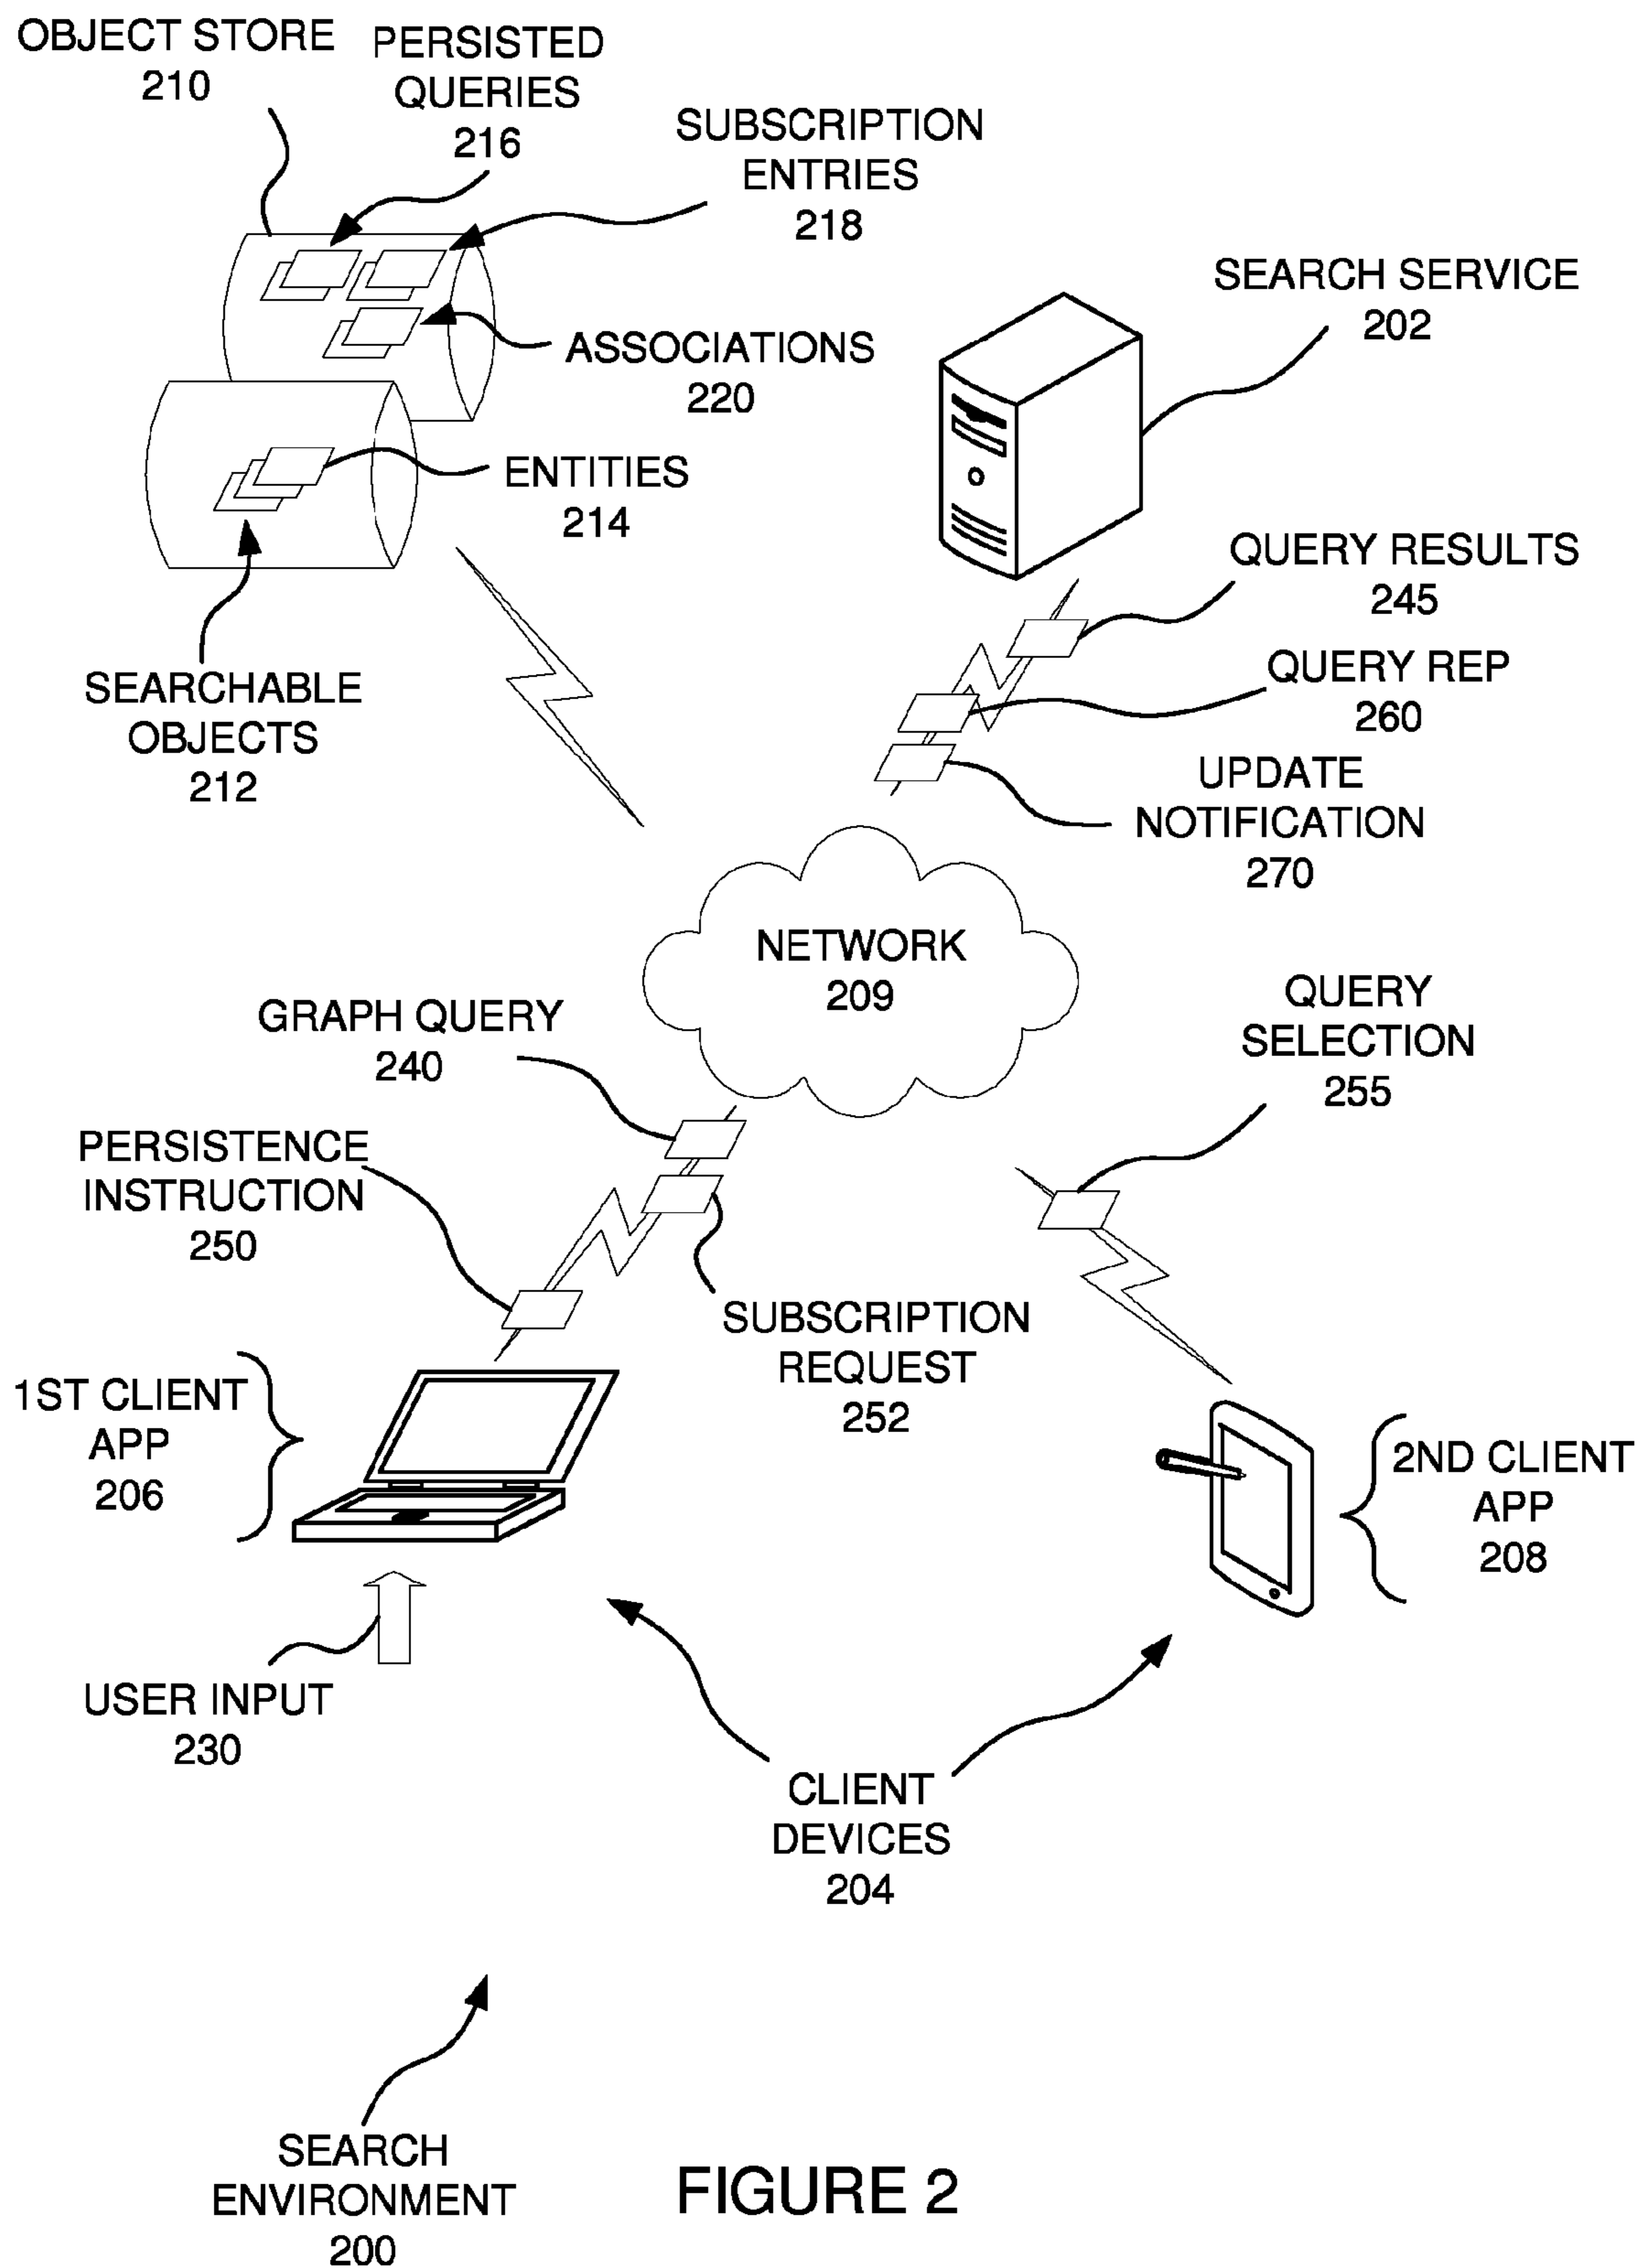 OBJECT STORE
210
PERSISTED
QUERIES
216
SUBSCRIPTION
ENTRIES
218
SEARCH SERVICE
202
ASSOCIATIONS
220
ENTITIES
214
SEARCHABLE
OBJECTS
212
QUERY RESULTS
245
QUERY REP
260
UPDATE
NOTIFICATION
270
NETWORK
209
GRAPH QUERY
240
QUERY
SELECTION
255
PERSISTENCE
INSTRUCTION
250
SUBSCRIPTION
REQUEST
252
1ST CLIENT
APP
206
2ND CLIENT
APP
208
USER INPUT
230
CLIENT
DEVICES
204
SEARCH
ENVIRONMENT
200
FIGURE 2